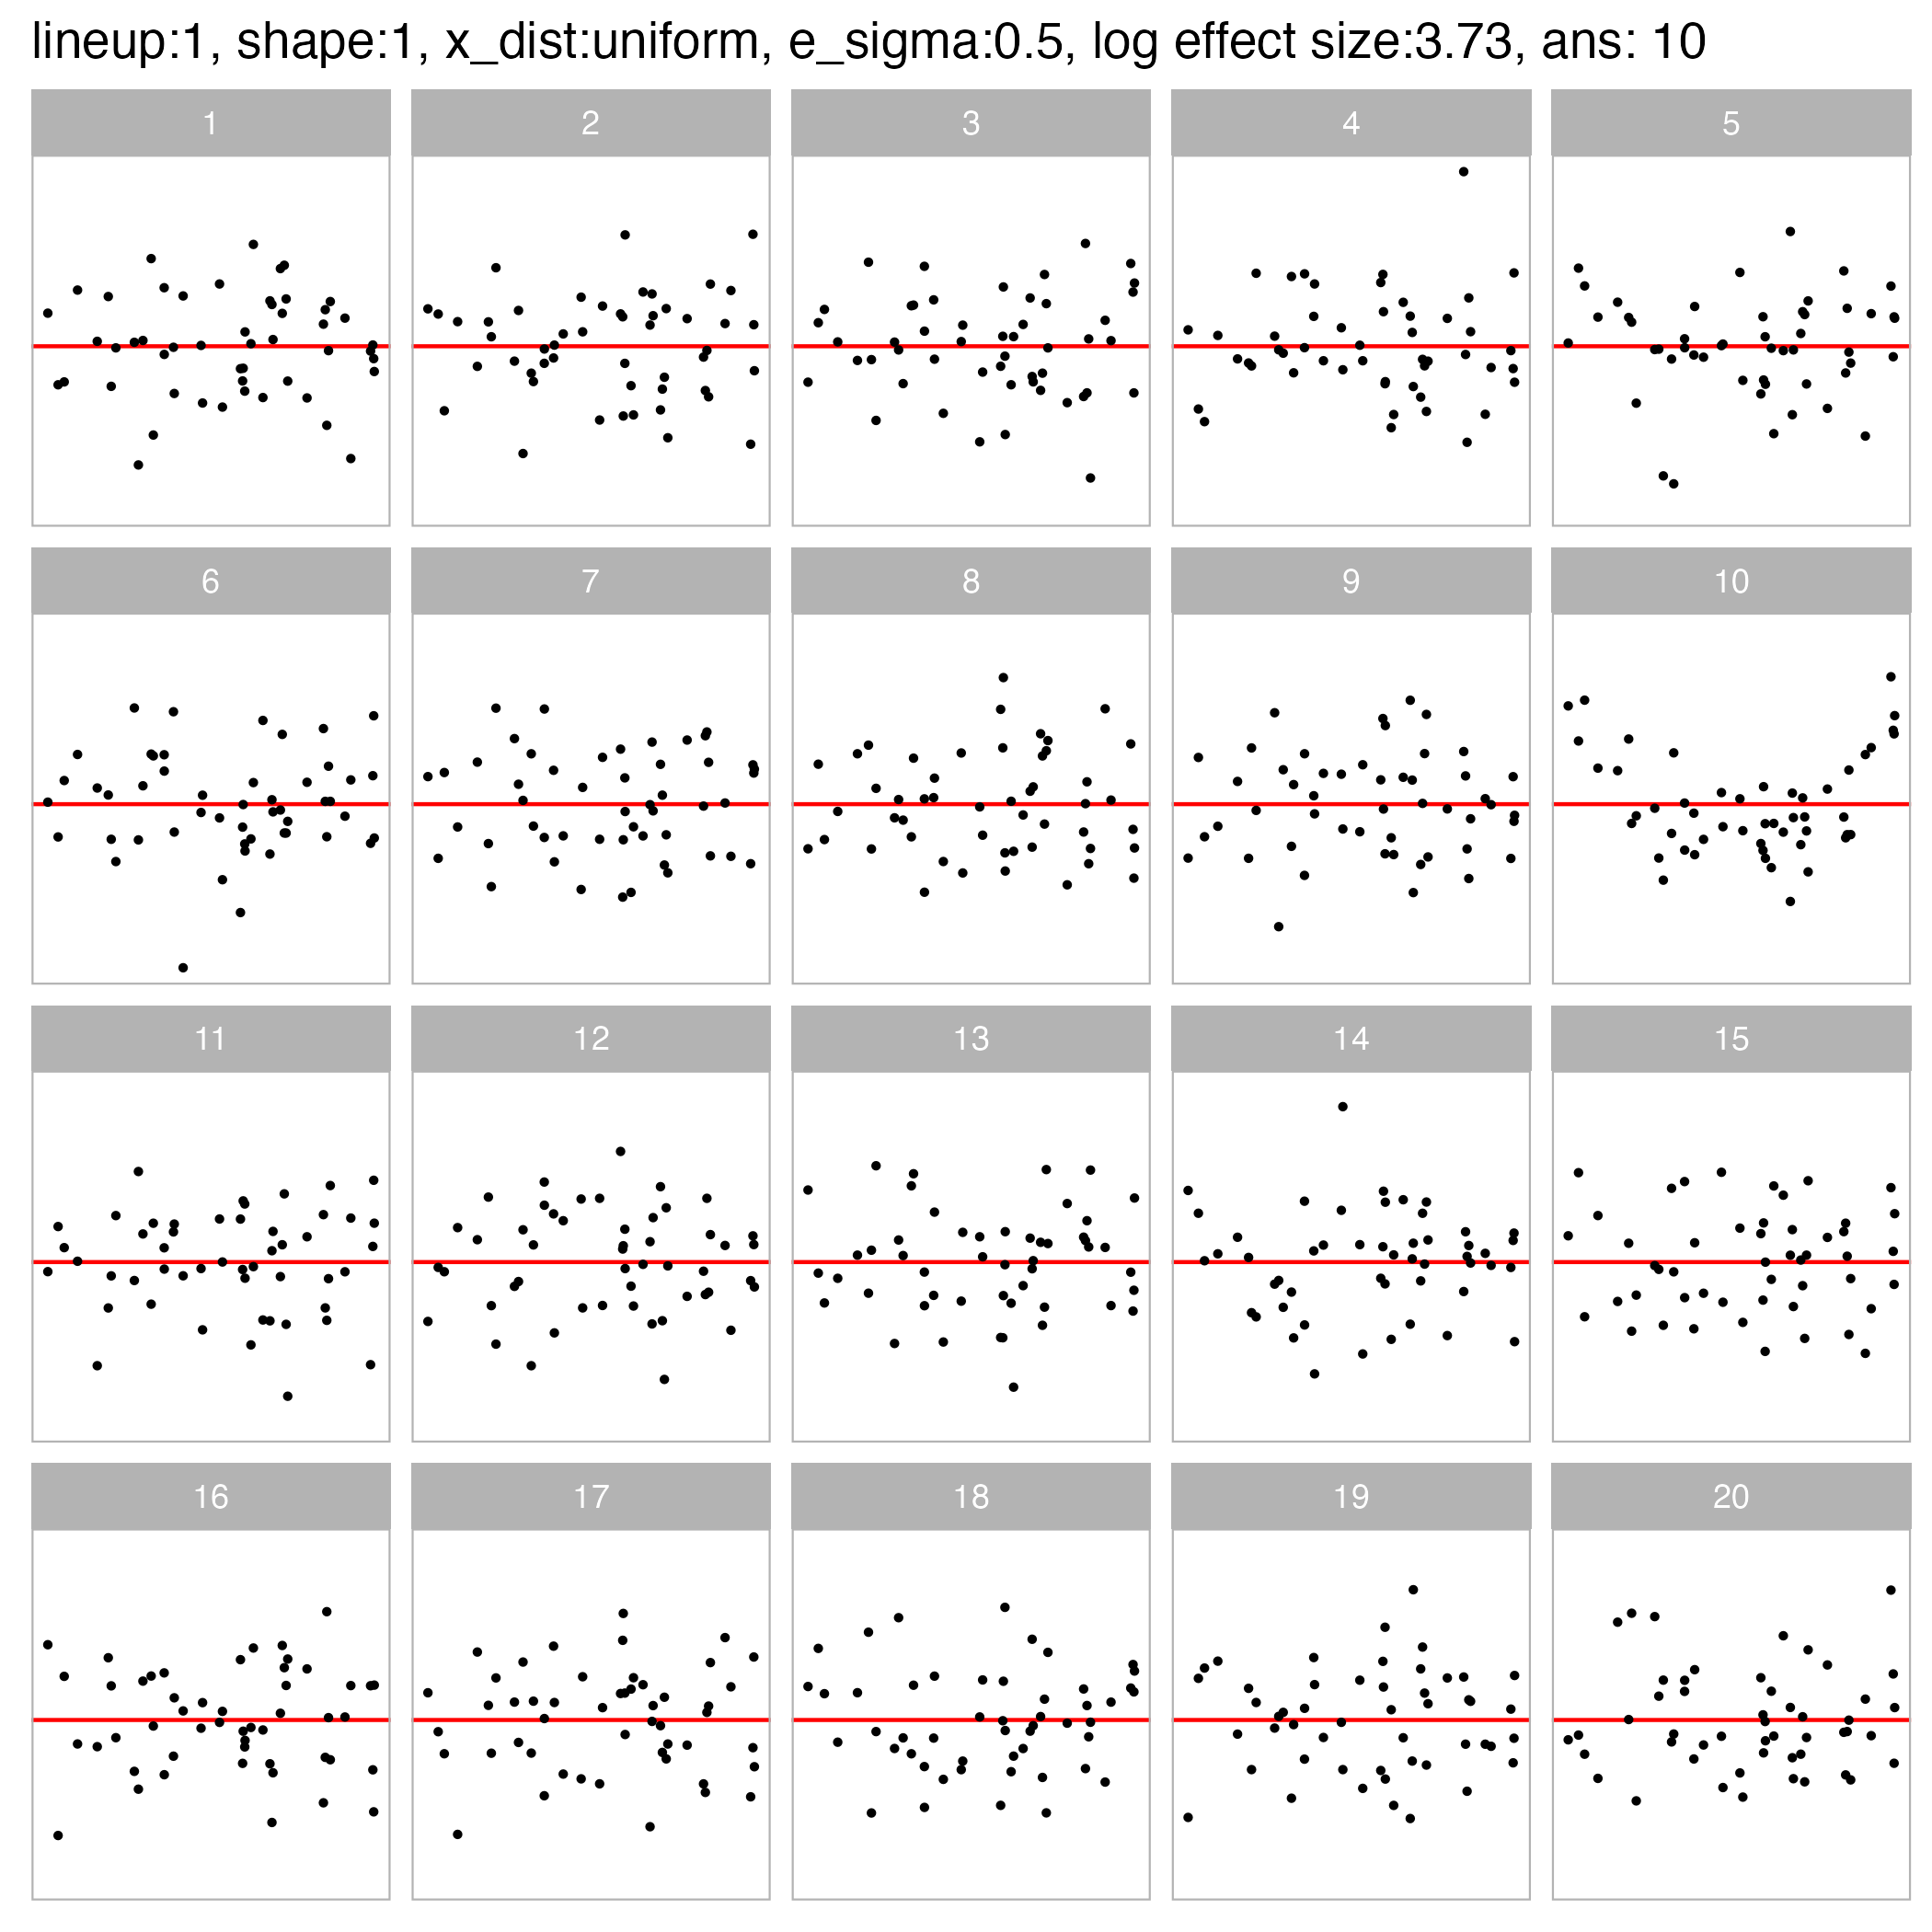 lineup:1, shape:1, x_dist:uniform, e_sigma:0.5, log effect size:3.73, ans: 10
1 2 3 4 5
6 7 8 9 10
11 12 13 14 15
16 17 18 19 20